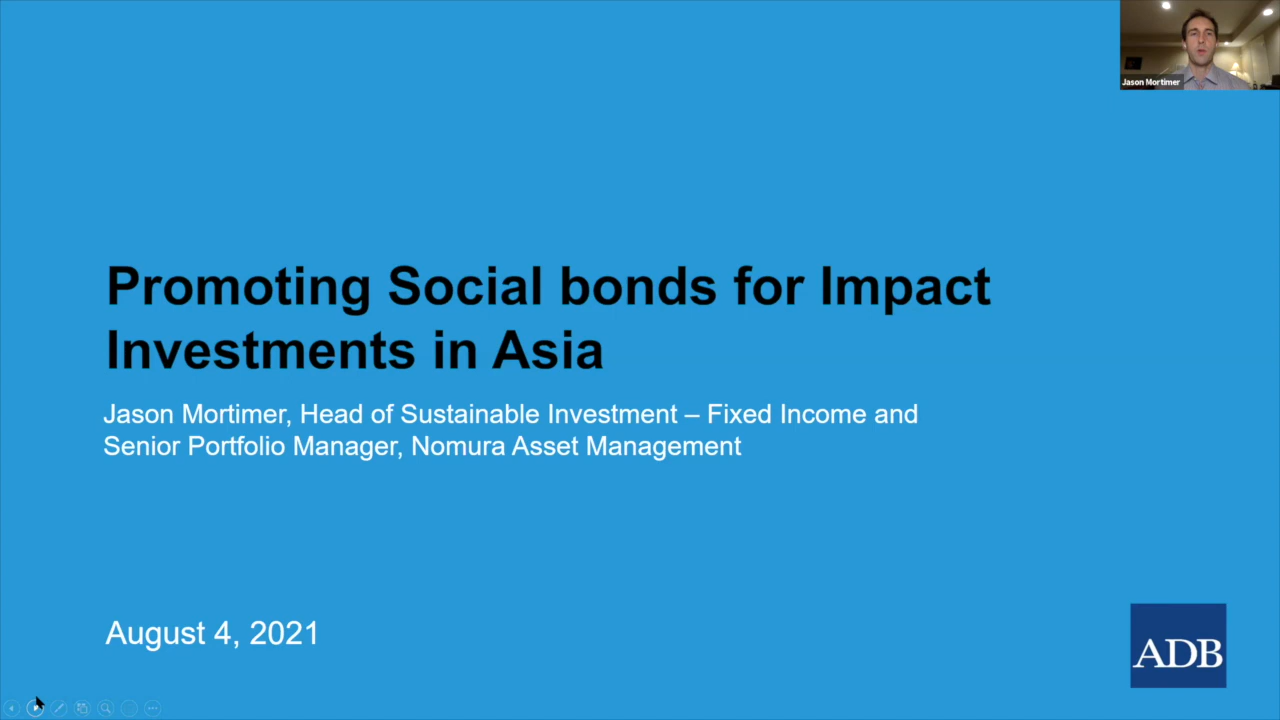 Jason Mortimer
Promoting Social bonds for Impact
Investments in Asia
Jason Mortimer, Head of Sustainable Investment – Fixed Income and
Senior Portfolio Manager, Nomura Asset Management
August 4, 2021
ADB